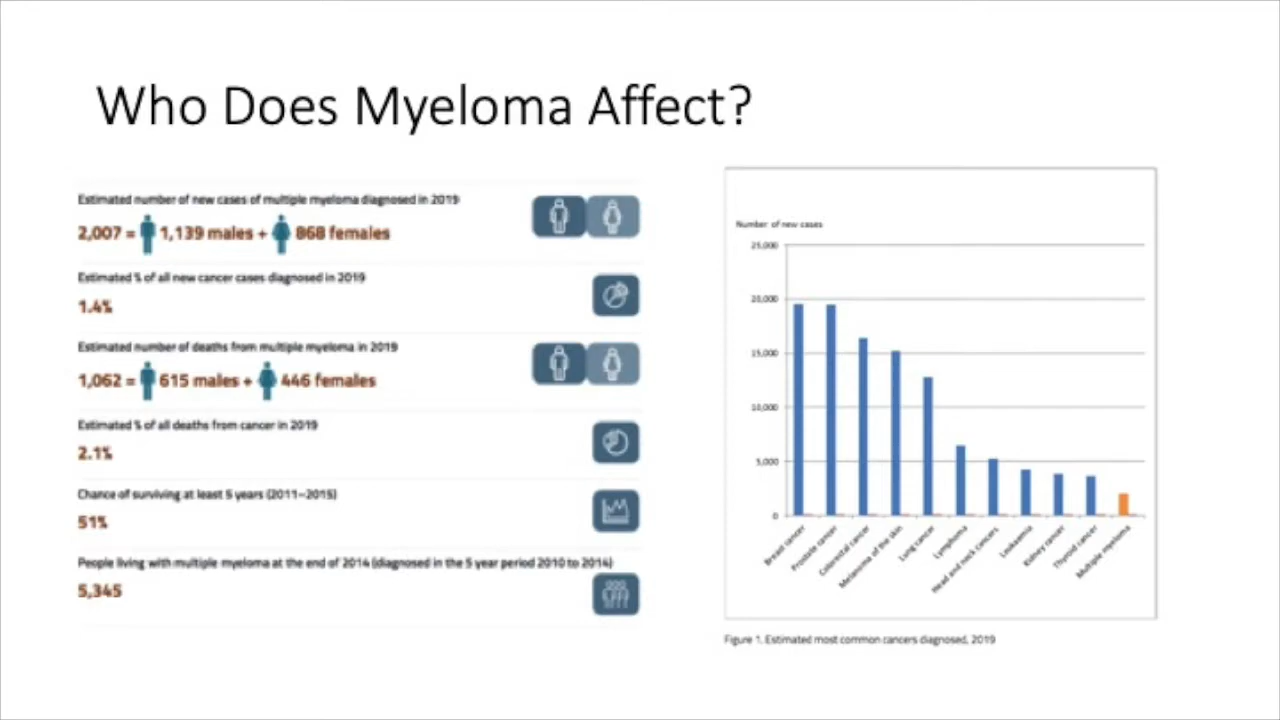 Who Does Myeloma Affect?
Estimated number of new cases of multiple myeloma diagnosed in 2019
2,007 = 1,139 males + 868 females
Estimated % of all new cancer cases diagnosed in 2019
1.4%
Estimated number of deaths from multiple myeloma in 2019
1,062 = 615 males + 446 females
Estimated % of all deaths from cancer in 2019
2.1%
Chance of surviving at least 5 years (2011–2015)
51%
People living with multiple myeloma at the end of 2014 (diagnosed in the 5 year period 2010 to 2014)
5,345
Number of new cases
25,000
20,000
15,000
10,000
5,000
0
Breast cancer
Prostate cancer
Colorectal cancer
Melanoma of the skin
Lung cancer
Lymphoma
Head and neck cancers
Leukaemia
Kidney cancer
Thyroid cancer
Multiple myeloma
Figure 1. Estimated most common cancers diagnosed, 2019